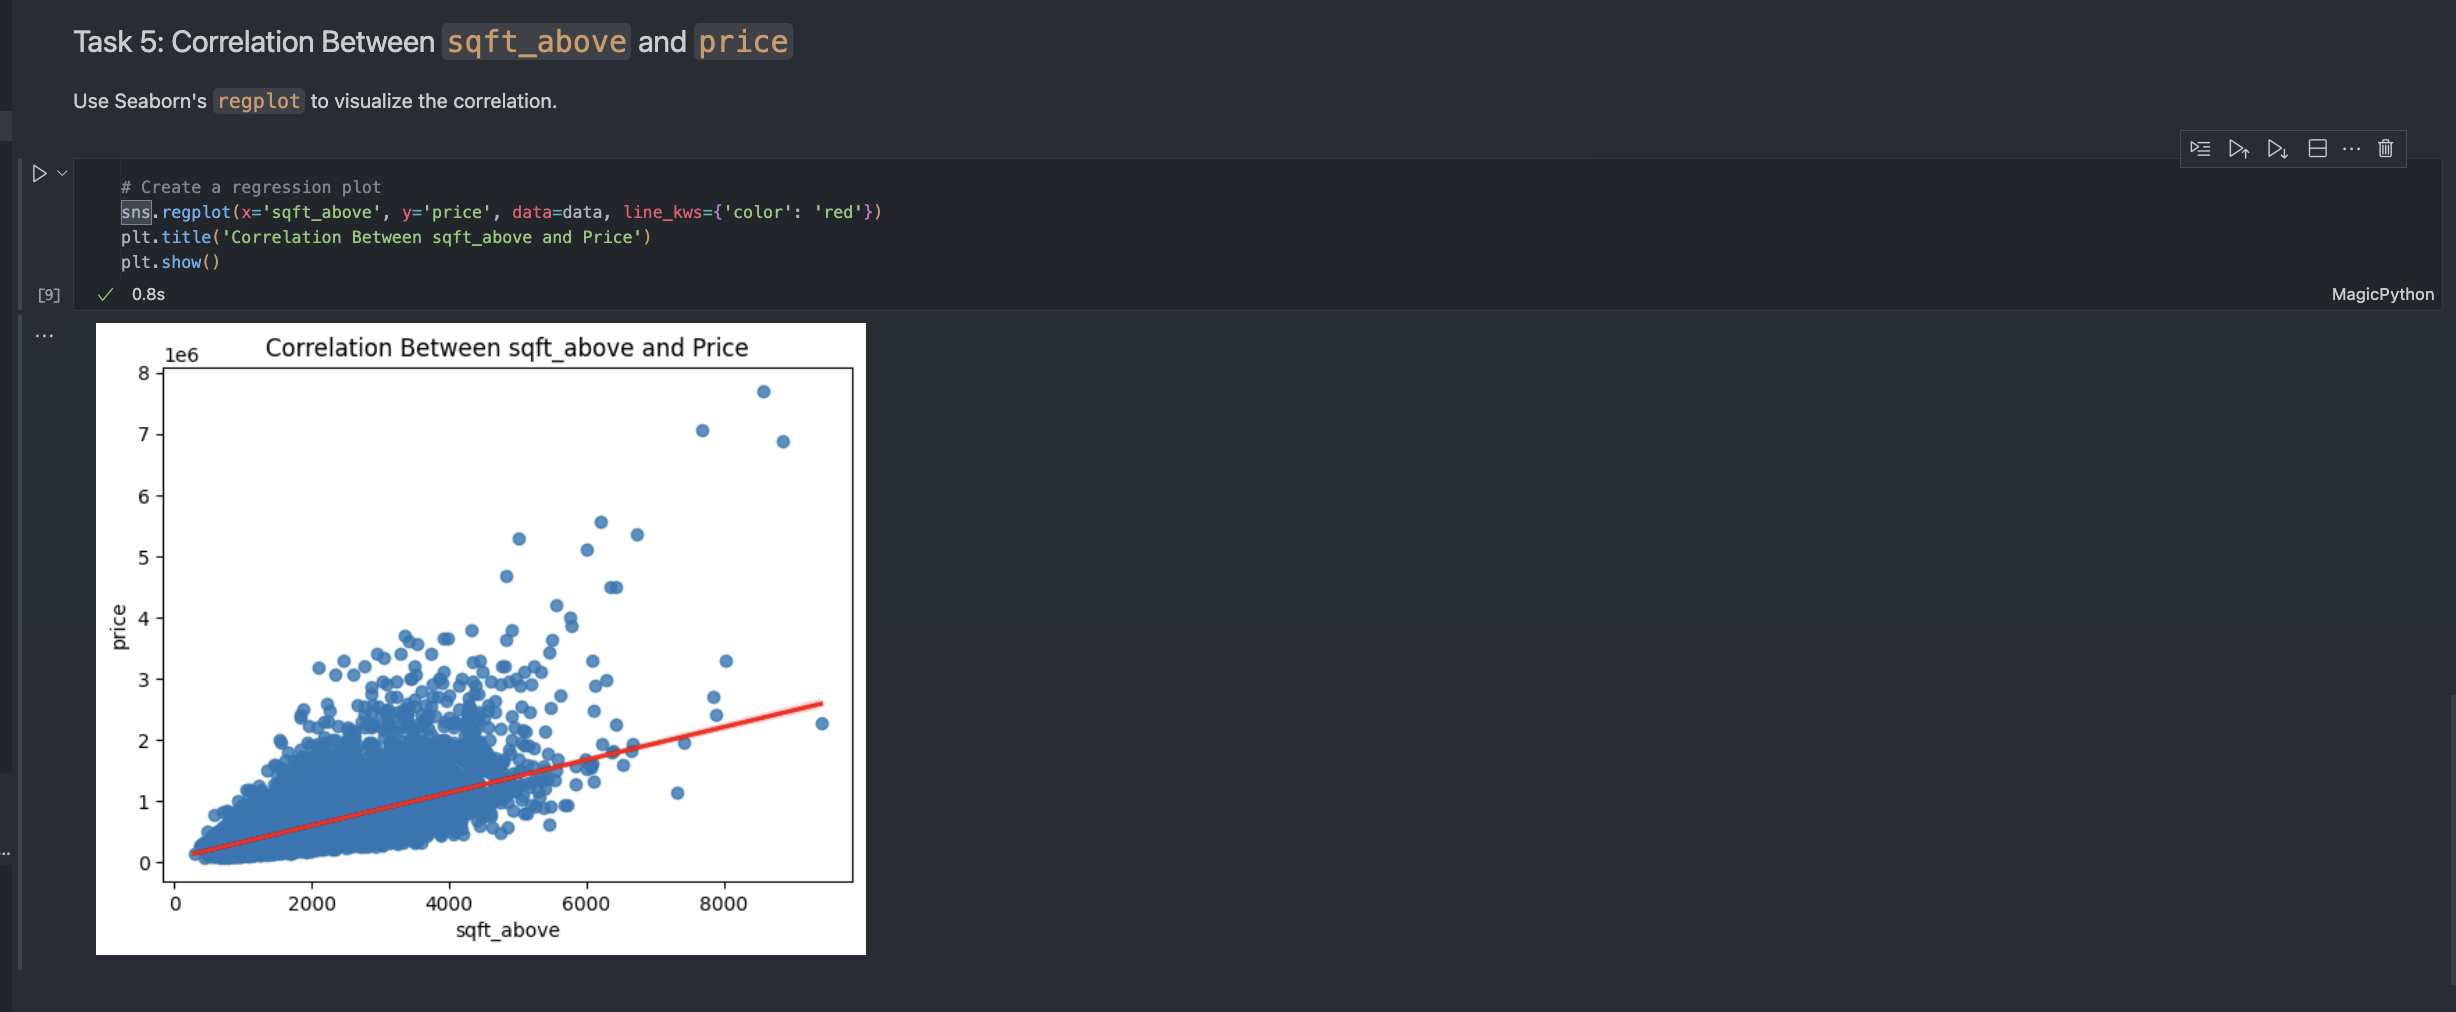 Task 5: Correlation Between sqft_above and price
Use Seaborn's regplot to visualize the correlation.
# Create a regression plot
sns.regplot(x='sqft_above', y='price', data=data, line_kws={'color': 'red'})
plt.title('Correlation Between sqft_above and Price')
plt.show()
[9]
0.8s
MagicPython
Correlation Between sqft_above and Price
1e6
8
7
6
5
4
3
2
1
0
price
0 2000 4000 6000 8000
sqft_above